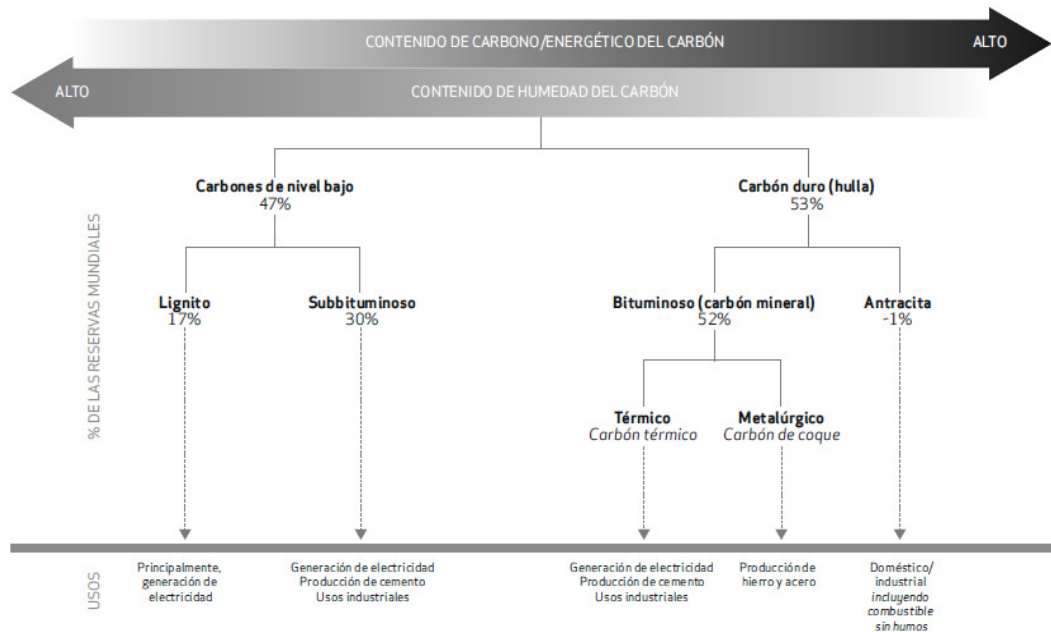 CONTENIDO DE CARBONO/ENERGÉTICO DEL CARBÓN
ALTO
ALTO
CONTENIDO DE HUMEDAD DEL CARBÓN
% DE LAS RESERVAS MUNDIALES
Carbones de nivel bajo
47%
Carbón duro (hulla)
53%
Lignito
17%
Subbituminoso
30%
Bituminoso (carbón mineral)
52%
Antracita
-1%
Térmico
Carbón térmico
Metalúrgico
Carbón de coque
USOS
Principalmente,
generación de
electricidad
Generación de electricidad
Producción de cemento
Usos industriales
Generación de electricidad
Producción de cemento
Usos industriales
Producción de
hierro y acero
Doméstico/
industrial
incluyendo
combustible
sin humos